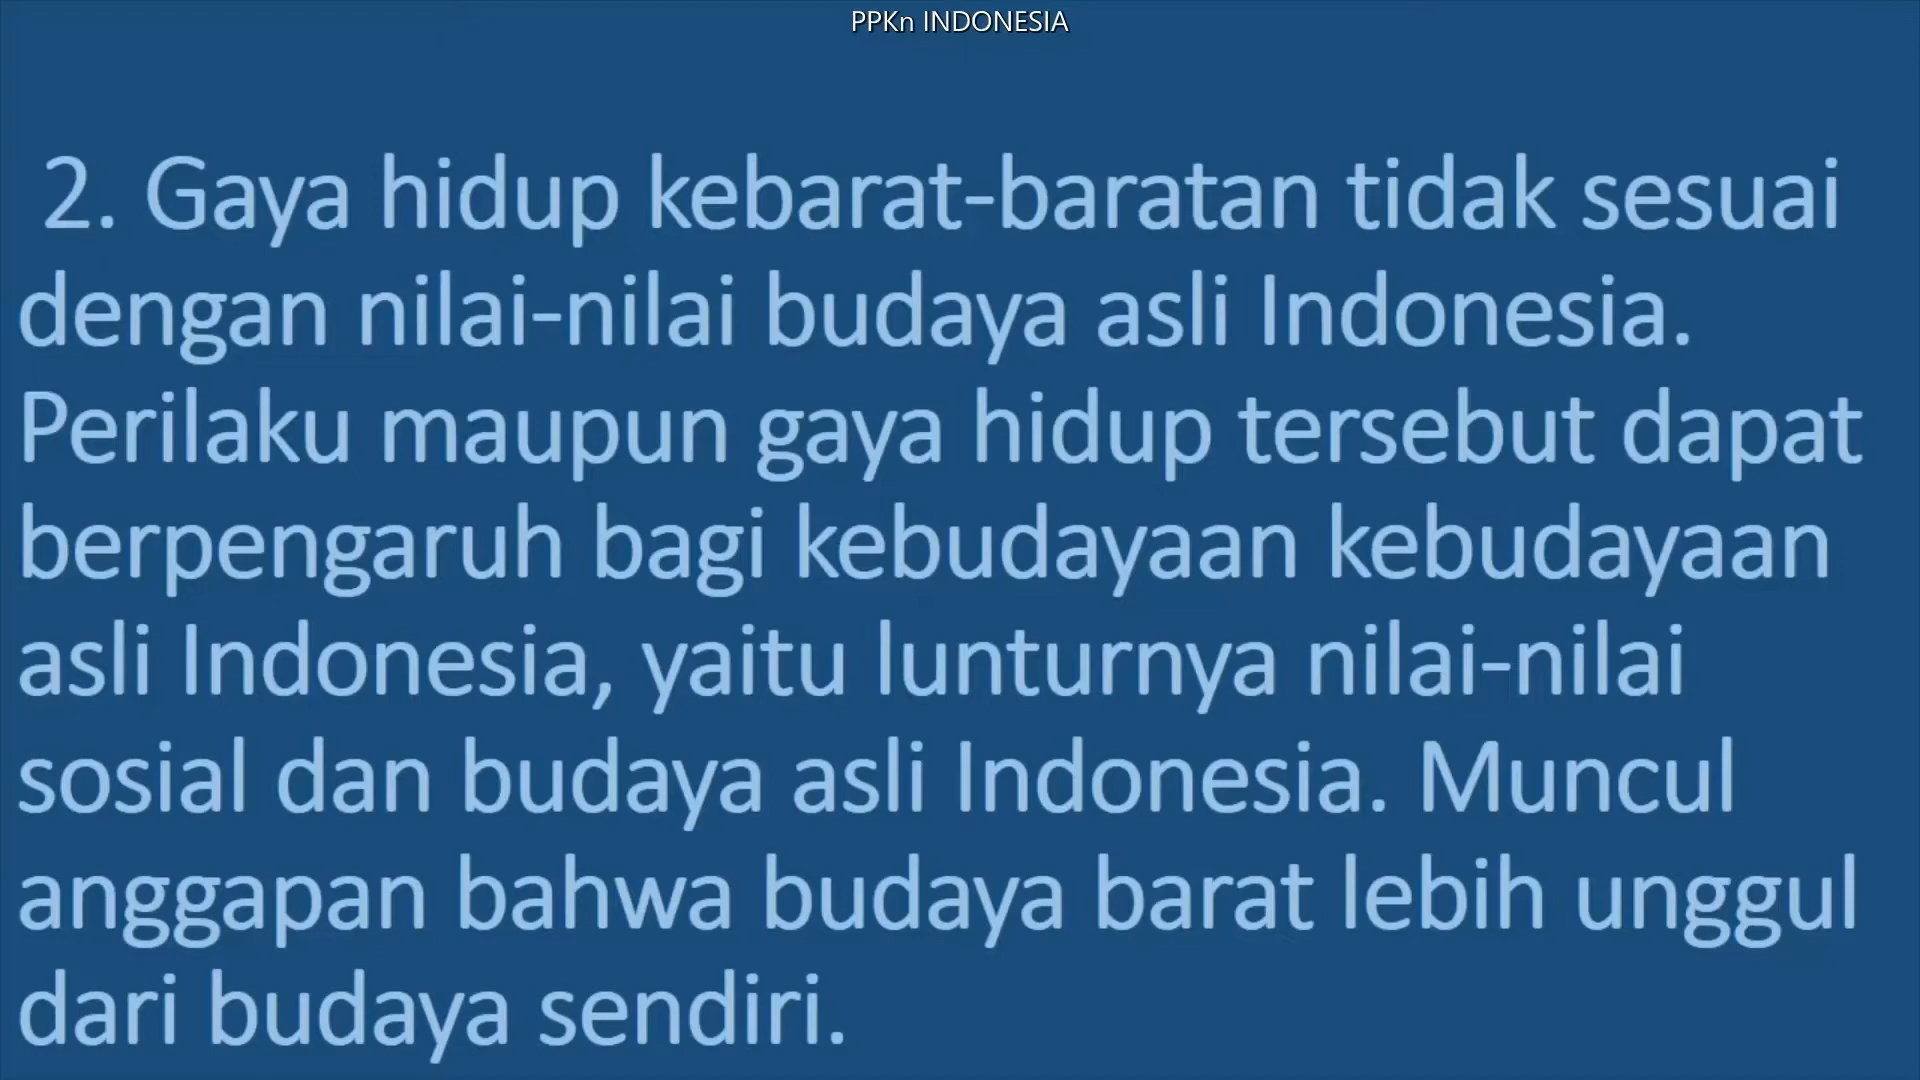 PPKn INDONESIA
2. Gaya hidup kebarat-baratan tidak sesuai
dengan nilai-nilai budaya asli Indonesia.
Perilaku maupun gaya hidup tersebut dapat
berpengaruh bagi kebudayaan kebudayaan
asli Indonesia, yaitu lunturnya nilai-nilai
sosial dan budaya asli Indonesia. Muncul
anggapan bahwa budaya barat lebih unggul
dari budaya sendiri.